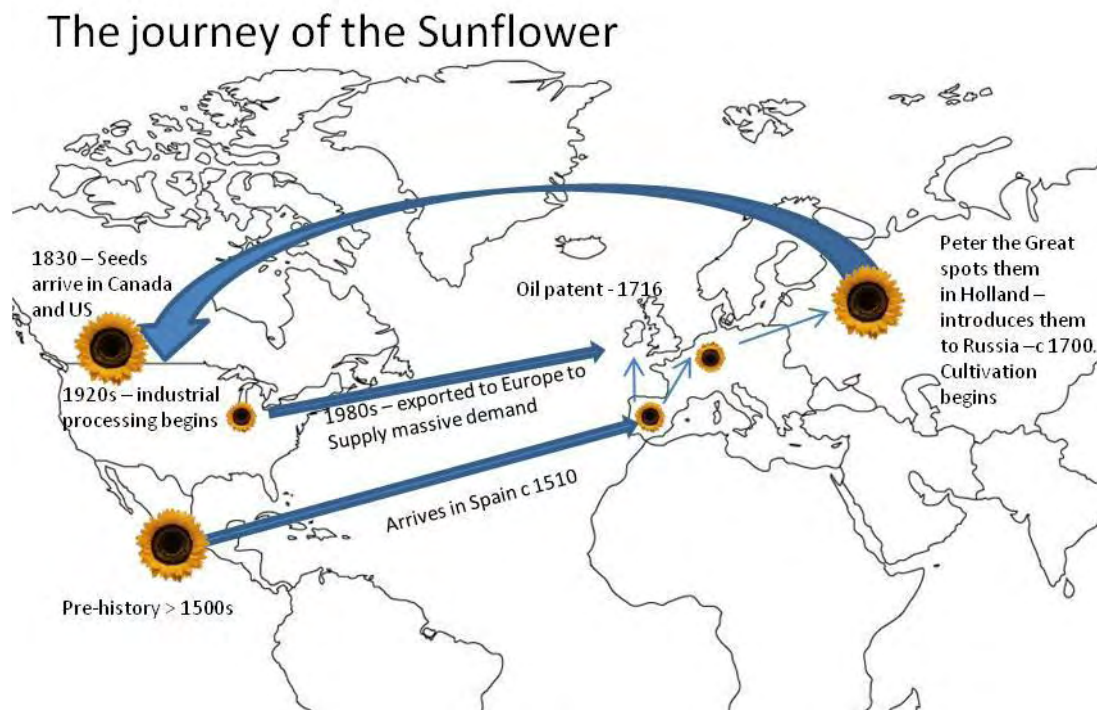 The journey of the Sunflower
1830 – Seeds
arrive in Canada
and US
1920s – industrial
processing begins
Oil patent - 1716
Peter the Great
spots them
in Holland –
introduces them
to Russia –c 1700.
Cultivation
begins
1980s – exported to Europe to
Supply massive demand
Arrives in Spain c 1510
Pre-history > 1500s